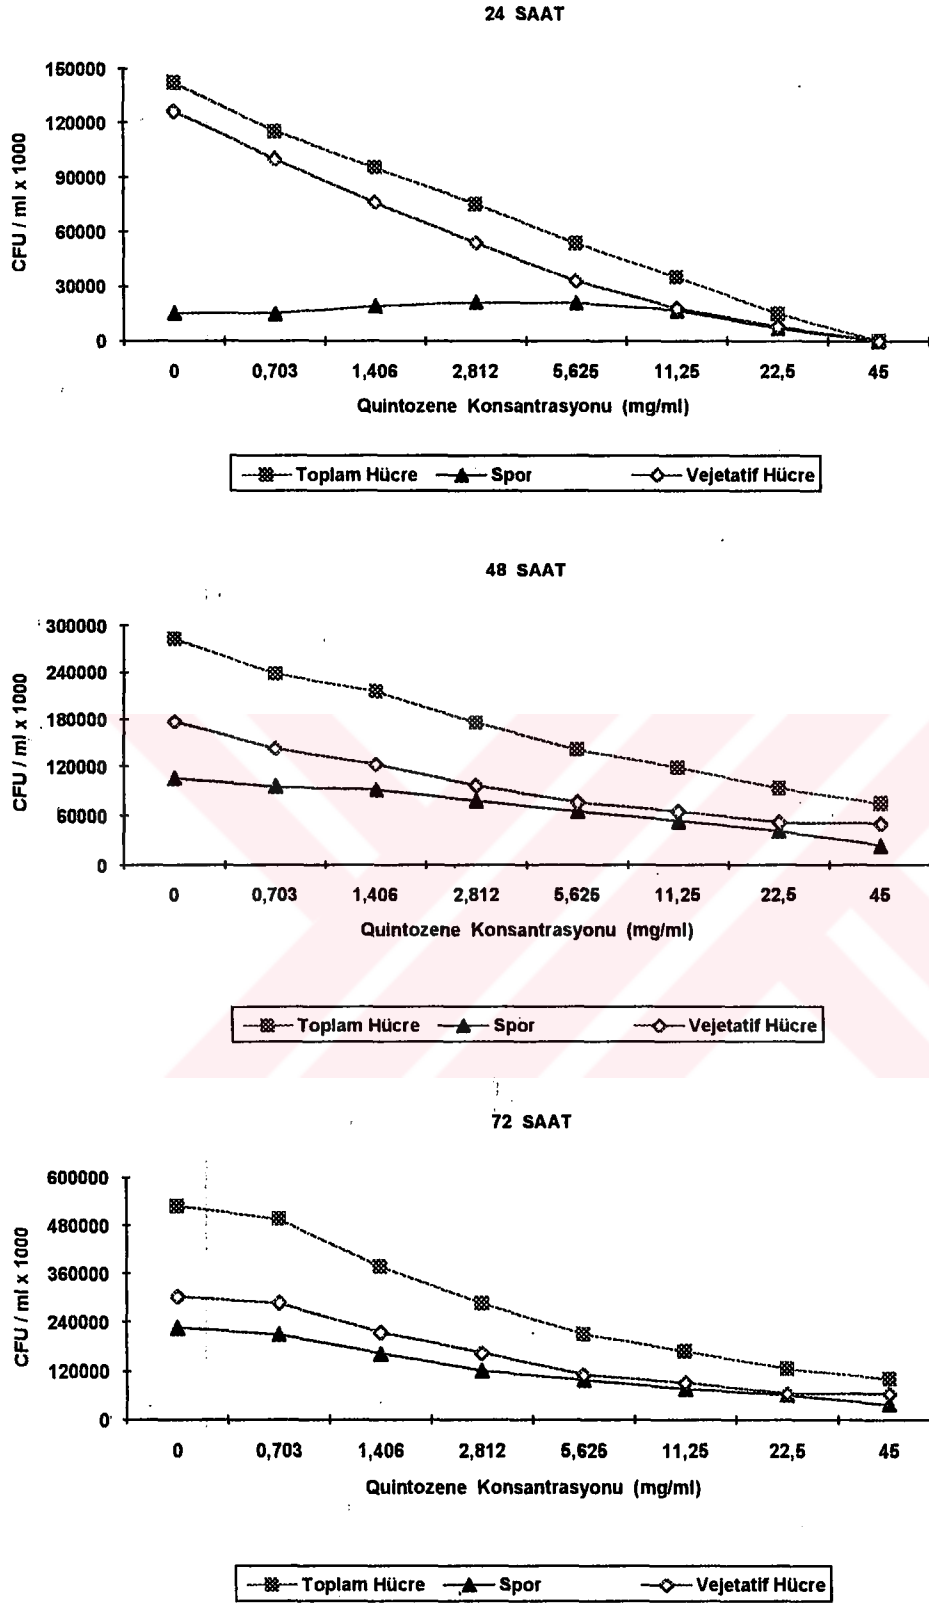 24 SAAT
CFU / ml x 1000
150000
120000
90000
60000
30000
0
0 0,703 1,406 2,812 5,625 11,25 22,5 45
Quintozene Konsantrasyonu (mg/ml)
Toplam Hücre Spor Vejetatif Hücre
48 SAAT
CFU / ml x 1000
300000
240000
180000
120000
60000
0
0 0,703 1,406 2,812 5,625 11,25 22,5 45
Quintozene Konsantrasyonu (mg/ml)
Toplam Hücre Spor Vejetatif Hücre
72 SAAT
CFU / ml x 1000
600000
480000
360000
240000
120000
0
0 0,703 1,406 2,812 5,625 11,25 22,5 45
Quintozene Konsantrasyonu (mg/ml)
Toplam Hücre Spor Vejetatif Hücre